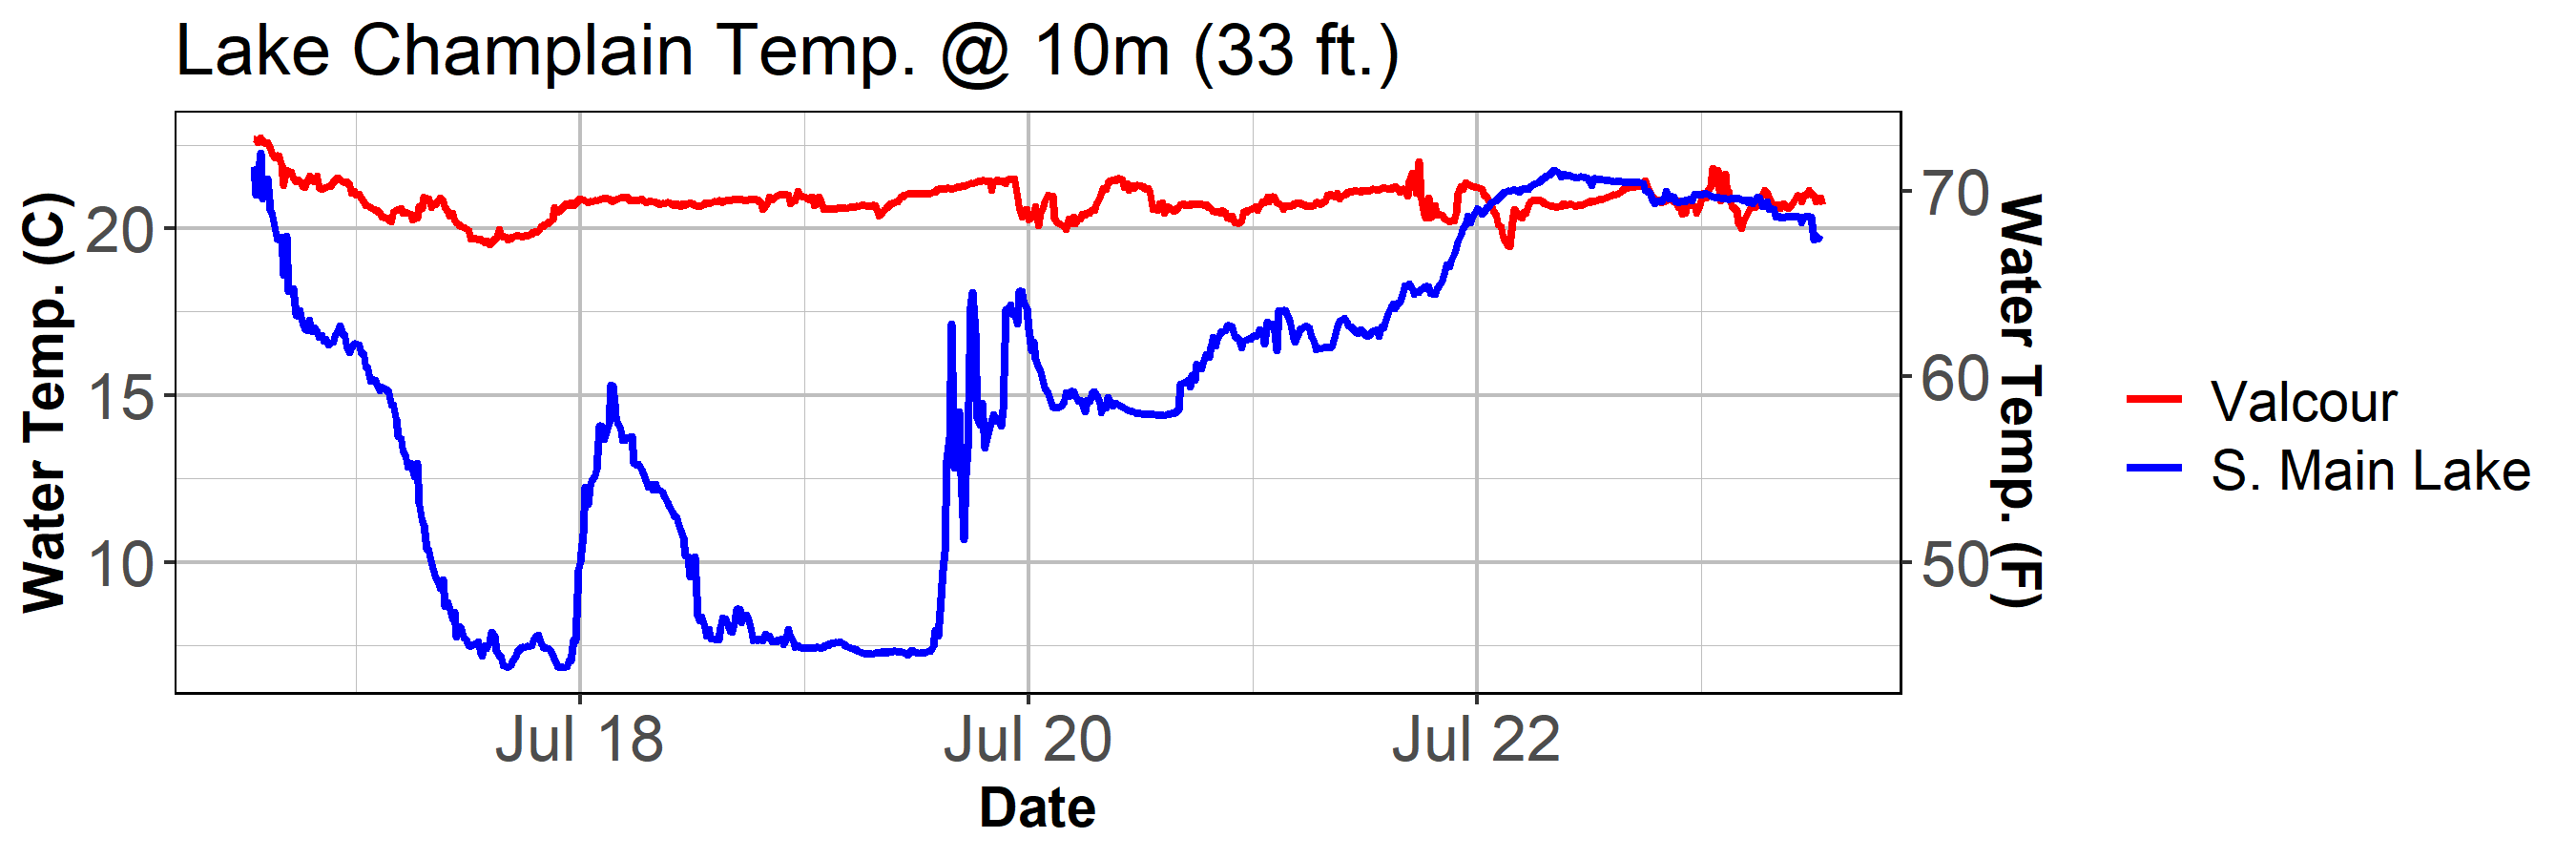 Lake Champlain Temp. @ 10m (33 ft.)
Water Temp. (C)
20
15
10
70
60
50
Water Temp. (F)
Jul 18
Jul 20
Jul 22
Date
Valcour
S. Main Lake